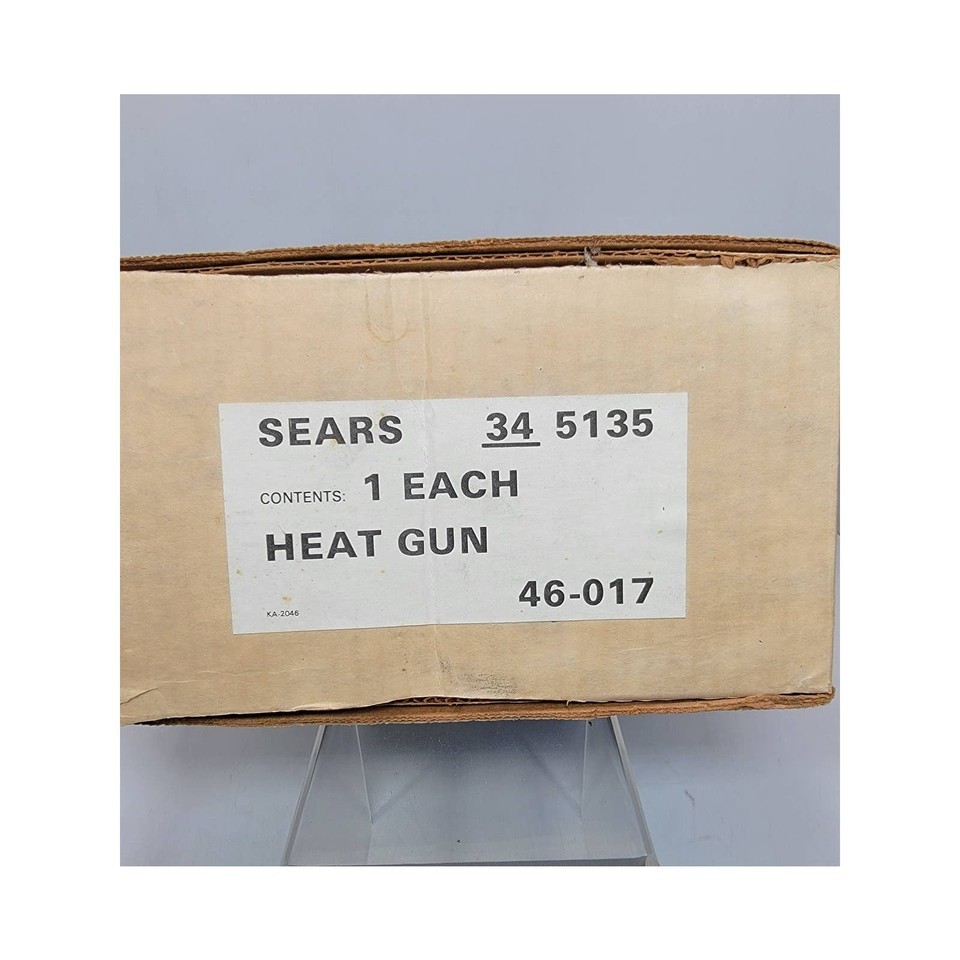 SEARS 34 5135
CONTENTS: 1 EACH
HEAT GUN
46-017
KA-2046